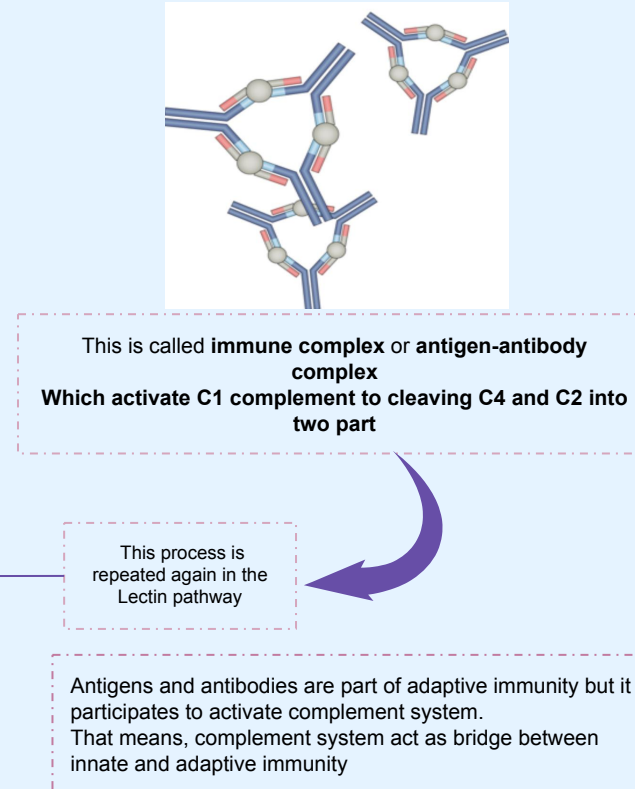 This is called immune complex or antigen-antibody
complex
Which activate C1 complement to cleaving C4 and C2 into
two part
This process is
repeated again in the
Lectin pathway
Antigens and antibodies are part of adaptive immunity but it
participates to activate complement system.
That means, complement system act as bridge between
innate and adaptive immunity